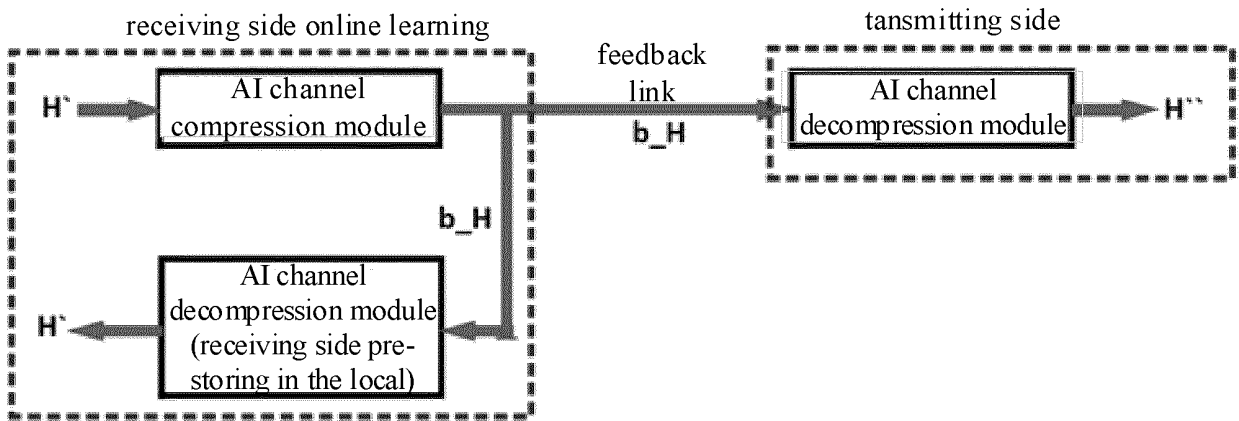 receiving side online learning
tansmitting side
feedback
link
b_H
H`
AI channel
compression module
AI channel
decompression module
H``
b_H
H`
AI channel
decompression module
(receiving side pre-
storing in the local)